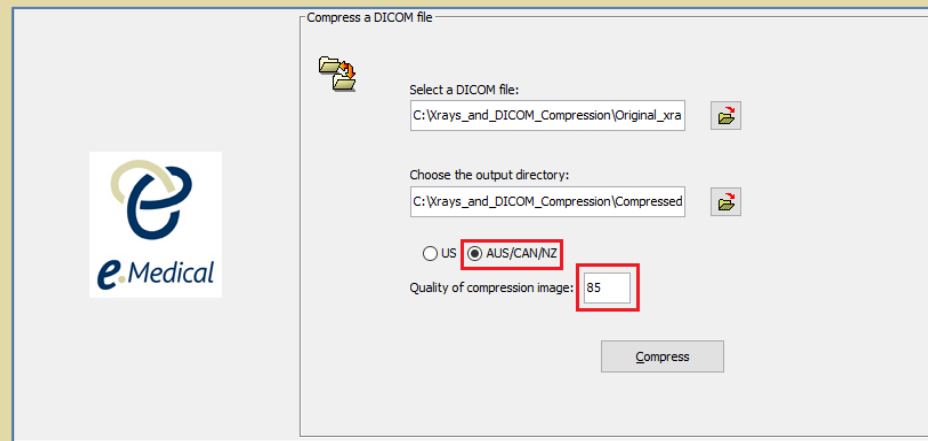 Compress a DICOM file
Select a DICOM file:
C:\Xrays_and_DICOM_Compression\Original_xra
Choose the output directory:
C:\Xrays_and_DICOM_Compression\Compressed
US AUS/CAN/NZ
Quality of compression image: 85
Compress
e
e.Medical